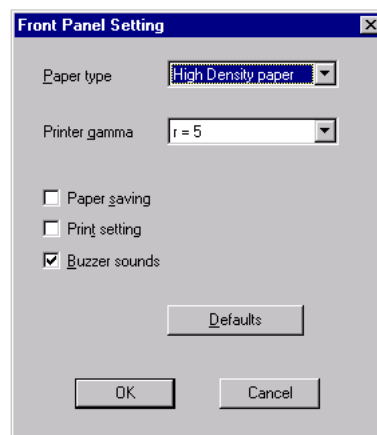 Front Panel Setting
Paper type High Density paper
Printer gamma r = 5
Paper saving
Print setting
Buzzer sounds
Defaults
OK Cancel